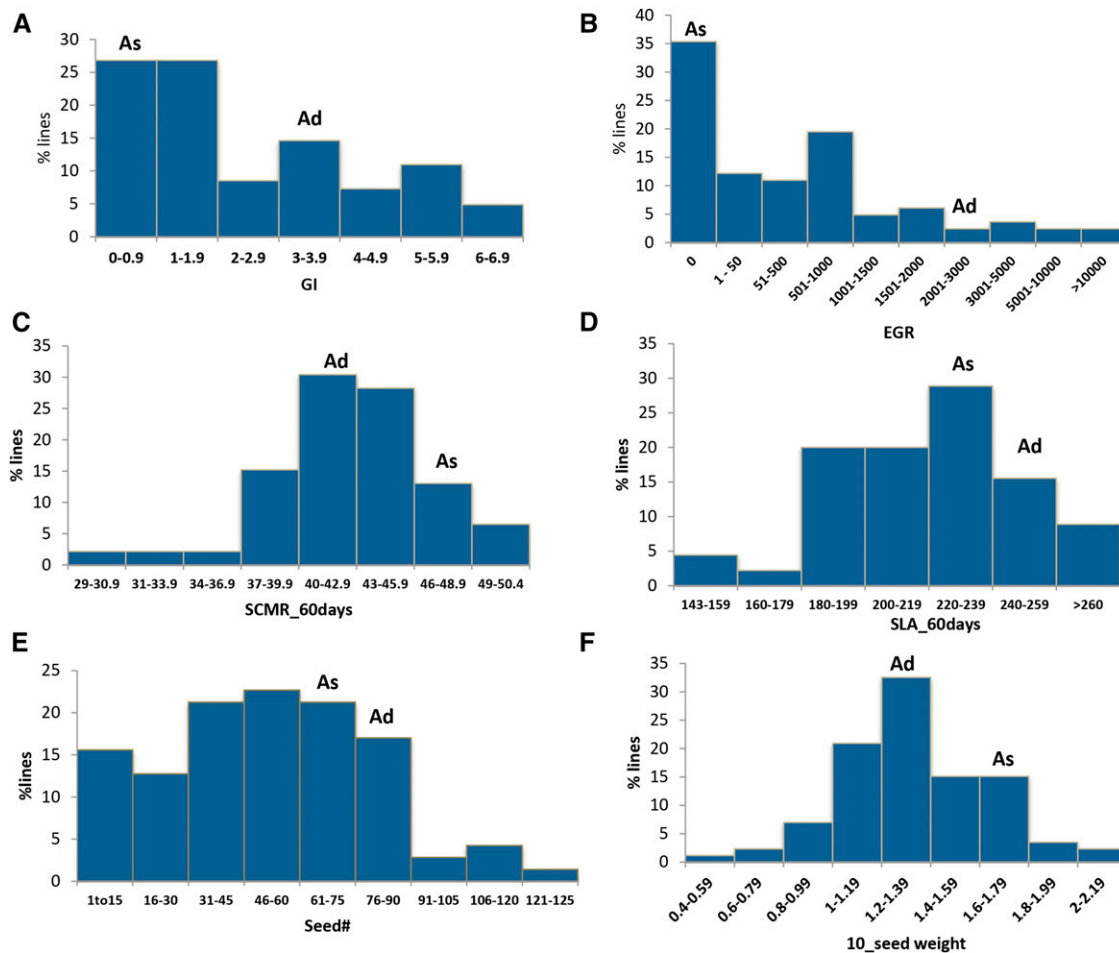 A
As
Ad
30
25
20
15
10
5
0
% lines
0-0.9 1-1.9 2-2.9 3-3.9 4-4.9 5-5.9 6-6.9
GI
B
As
Ad
40
35
30
25
20
15
10
5
0
% lines
0 1 - 50 51-500 501-1000 1001-1500 1501-2000 2001-3000 3001-5000 5001-10000 >10000
EGR
C
Ad
As
35
30
25
20
15
10
5
0
% lines
29-30.9 31-33.9 34-36.9 37-39.9 40-42.9 43-45.9 46-48.9 49-50.4
SCMR_60days
D
As
Ad
35
30
25
20
15
10
5
0
% lines
143-159 160-179 180-199 200-219 220-239 240-259 >260
SLA_60days
E
As
Ad
25
20
15
10
5
0
%lines
1to15 16-30 31-45 46-60 61-75 76-90 91-105 106-120 121-125
Seed#
F
Ad
As
35
30
25
20
15
10
5
0
% lines
0.4-0.59 0.6-0.79 0.8-0.99 1-1.19 1.2-1.39 1.4-1.59 1.6-1.79 1.8-1.99 2-2.19
10_seed weight